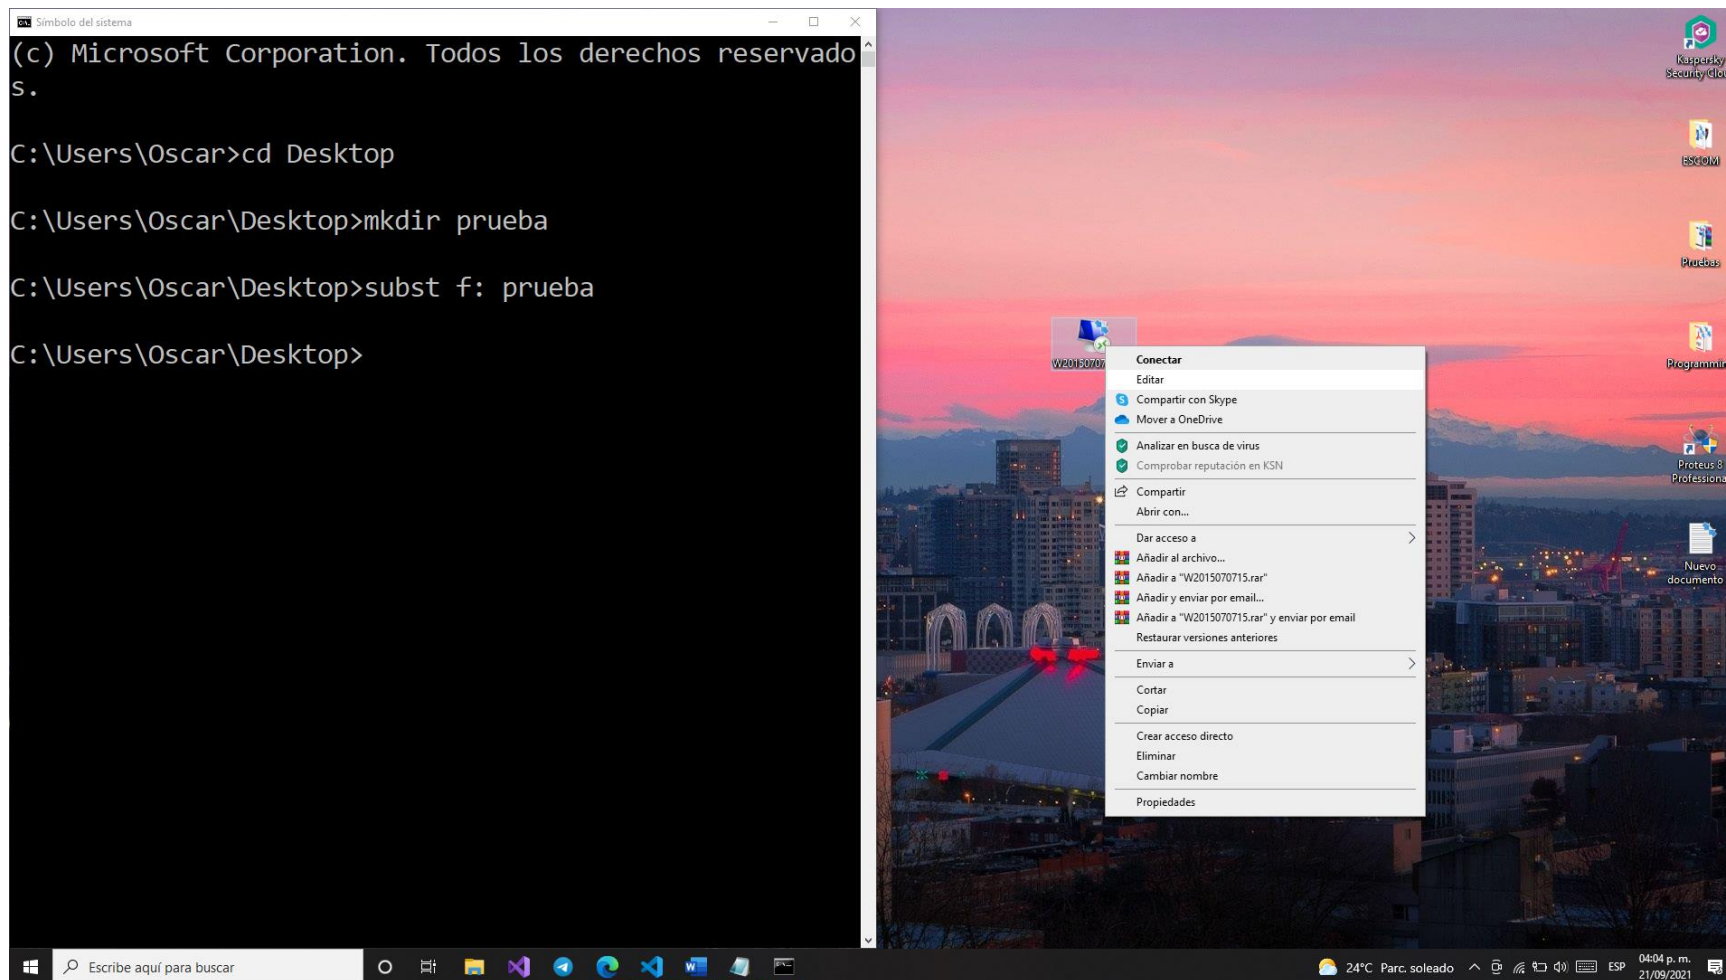 Símbolo del sistema
(c) Microsoft Corporation. Todos los derechos reservado
s.
C:\Users\Oscar>cd Desktop
C:\Users\Oscar\Desktop>mkdir prueba
C:\Users\Oscar\Desktop>subst f: prueba
C:\Users\Oscar\Desktop>
Kaspersky
Security Clou
ESCOM
Pruebas
Programmin
Proteus 8
Professiona
Nuevo
documento
W20150707
Conectar
Editar
Compartir con Skype
Mover a OneDrive
Analizar en busca de virus
Comprobar reputación en KSN
Compartir
Abrir con...
Dar acceso a
Añadir al archivo...
Añadir a "W2015070715.rar"
Añadir y enviar por email...
Añadir a "W2015070715.rar" y enviar por email
Restaurar versiones anteriores
Enviar a
Cortar
Copiar
Crear acceso directo
Eliminar
Cambiar nombre
Propiedades
Escribe aquí para buscar
24°C Parc. soleado
ESP
04:04 p. m.
21/09/2021